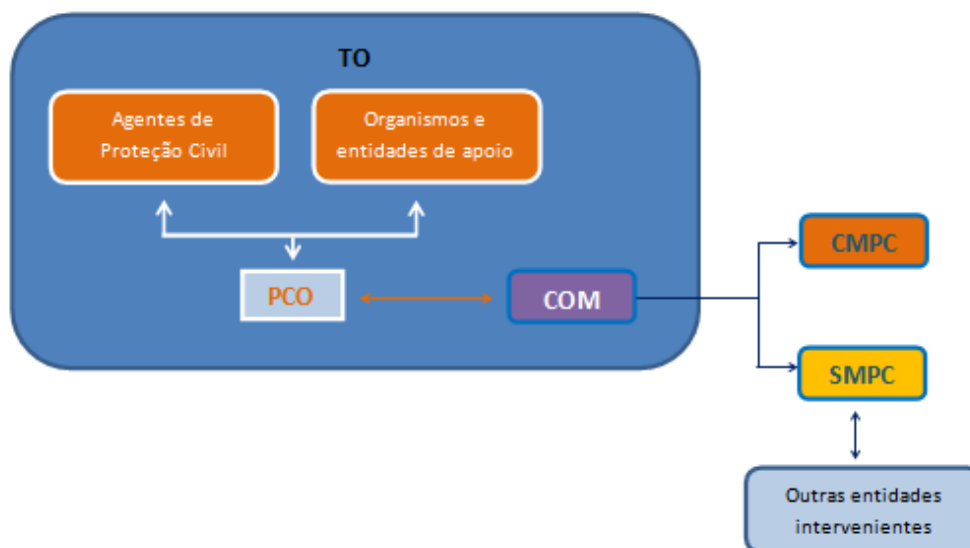 TO
Agentes de
Proteção Civil
Organismos e
entidades de apoio
CMPC
PCO
COM
SMPC
Outras entidades
intervenientes